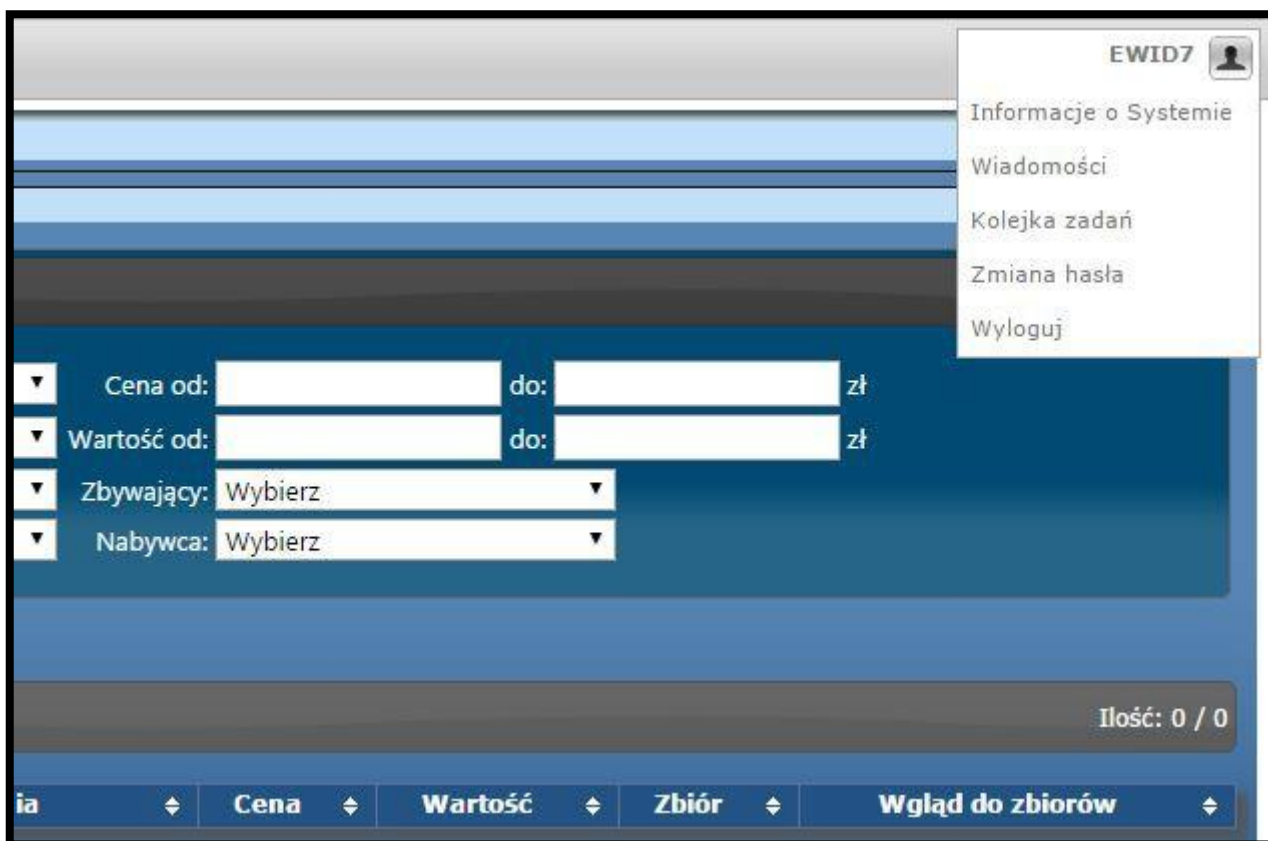 EWID7
Informacje o Systemie
Wiadomości
Kolejka zadań
Zmiana hasła
Wyloguj
Cena od: do: zł
Wartość od: do: zł
Zbywający: Wybierz
Nabywca: Wybierz
Ilość: 0 / 0
ia Cena Wartość Zbiór Wgląd do zbiorów